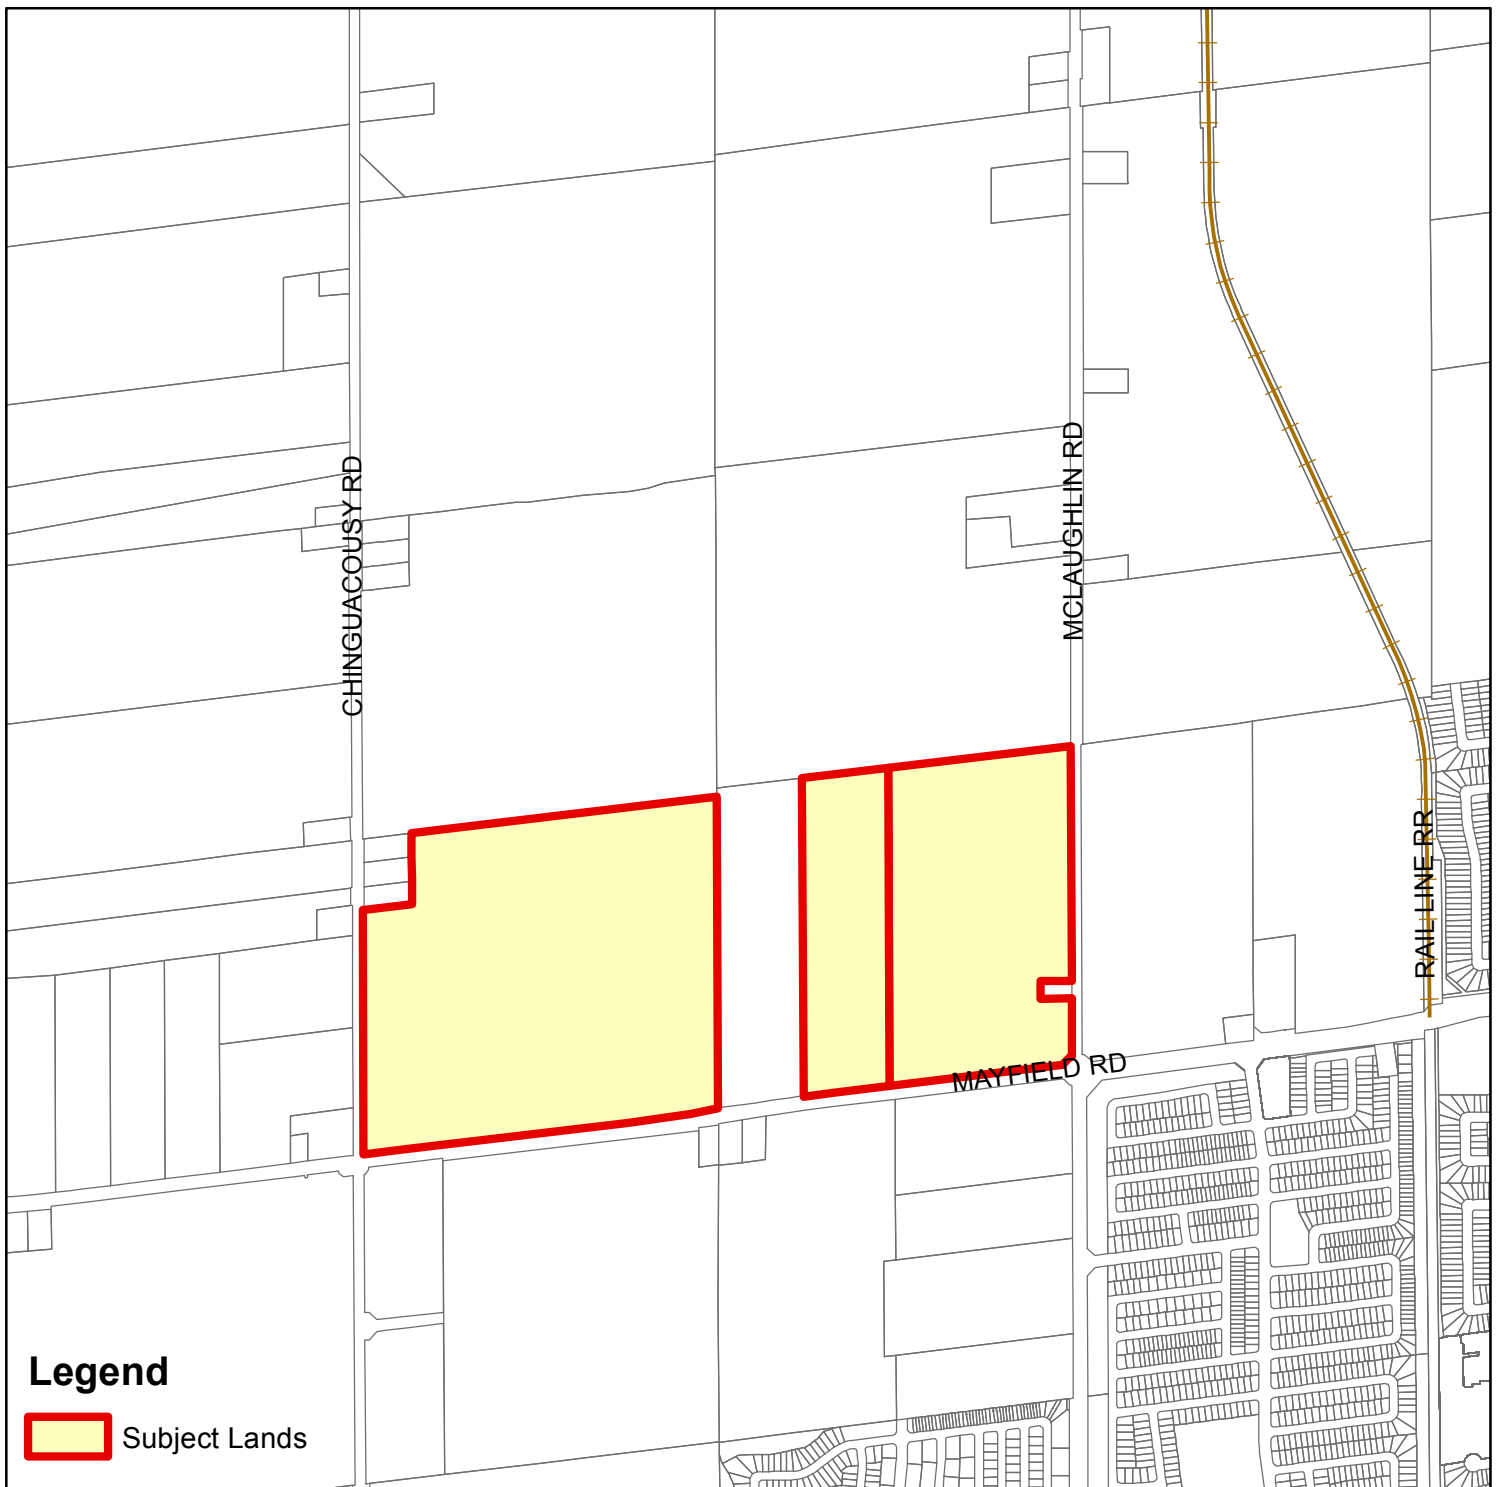 CHINGUACOUSY RD
MCLAUGHLIN RD
RAIL LINE RR
MAYFIELD RD
Legend
Subject Lands